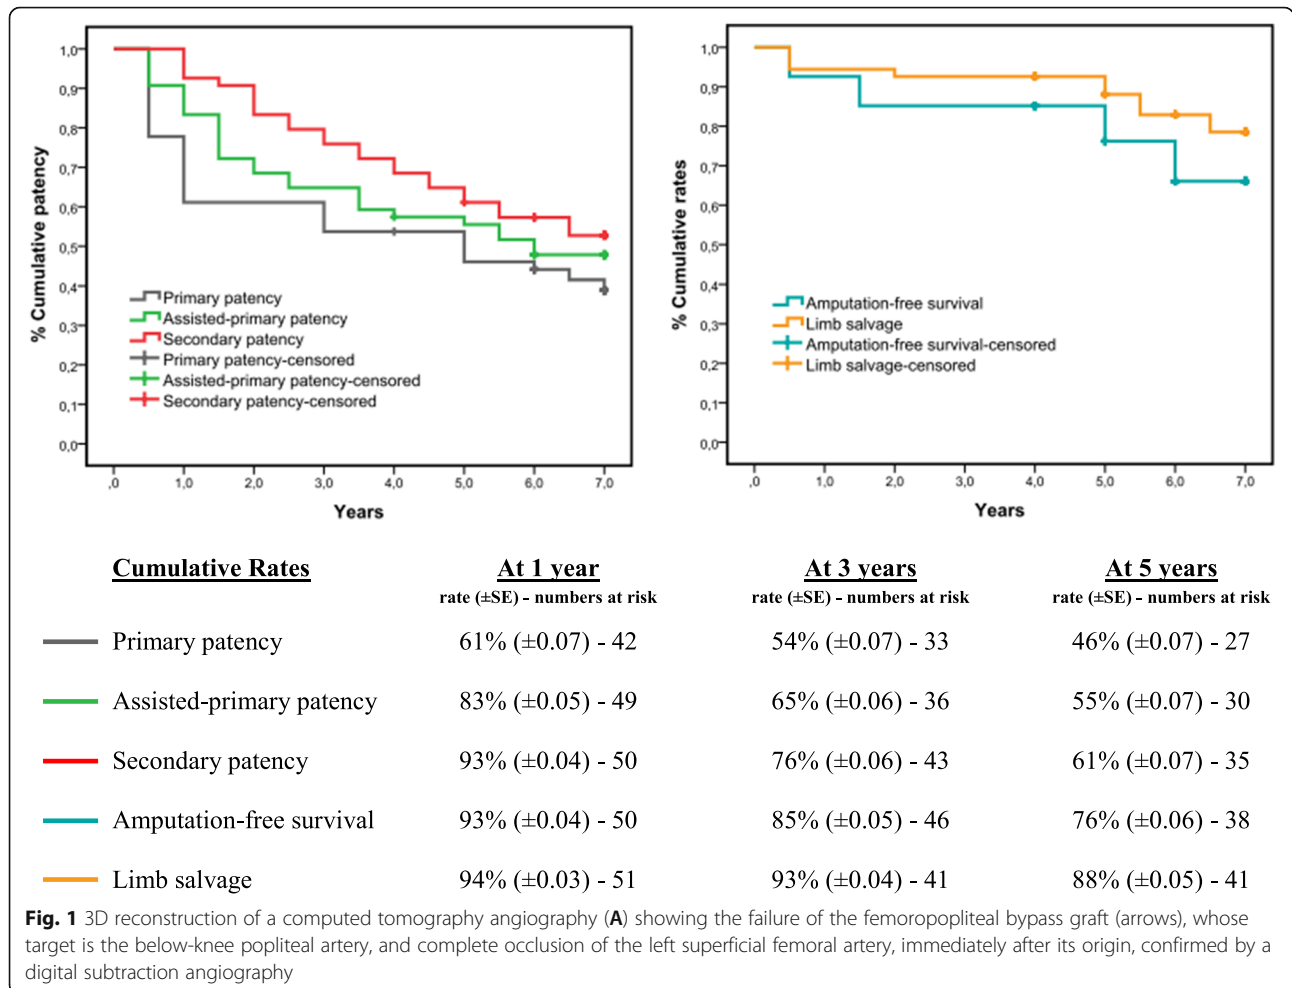 % Cumulative patency
1,0
0,9
0,8
0,7
0,6
0,5
0,4
0,3
0,2
0,1
0,0
Primary patency
Assisted-primary patency
Secondary patency
Primary patency-censored
Assisted-primary patency-censored
Secondary patency-censored
,0 1,0 2,0 3,0 4,0 5,0 6,0 7,0
Years
% Cumulative rates
1,0
0,9
0,8
0,7
0,6
0,5
0,4
0,3
0,2
0,1
0,0
Amputation-free survival
Limb salvage
Amputation-free survival-censored
Limb salvage-censored
,0 1,0 2,0 3,0 4,0 5,0 6,0 7,0
Years
Cumulative Rates At 1 year At 3 years At 5 years
rate (±SE) - numbers at risk rate (±SE) - numbers at risk rate (±SE) - numbers at risk
Primary patency 61% (±0.07) - 42 54% (±0.07) - 33 46% (±0.07) - 27
Assisted-primary patency 83% (±0.05) - 49 65% (±0.06) - 36 55% (±0.07) - 30
Secondary patency 93% (±0.04) - 50 76% (±0.06) - 43 61% (±0.07) - 35
Amputation-free survival 93% (±0.04) - 50 85% (±0.05) - 46 76% (±0.06) - 38
Limb salvage 94% (±0.03) - 51 93% (±0.04) - 41 88% (±0.05) - 41
Fig. 1 3D reconstruction of a computed tomography angiography (A) showing the failure of the femoropopliteal bypass graft (arrows), whose
target is the below-knee popliteal artery, and complete occlusion of the left superficial femoral artery, immediately after its origin, confirmed by a
digital subtraction angiography